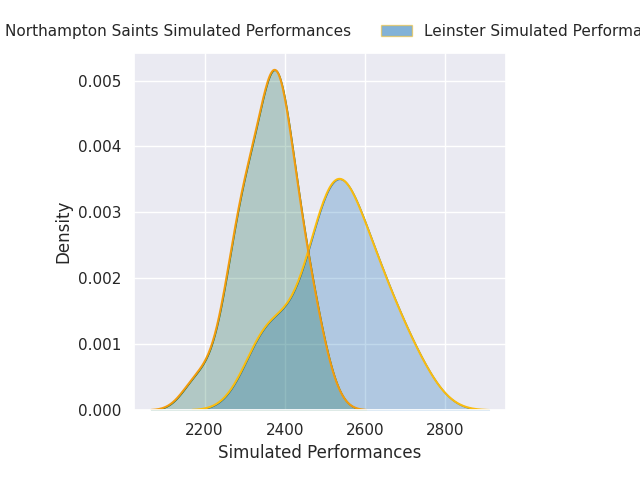 Northampton Saints Simulated Performances
Leinster Simulated Performa
0.005
0.004
0.003
0.002
0.001
0.000
Density
2200 2400 2600 2800
Simulated Performances